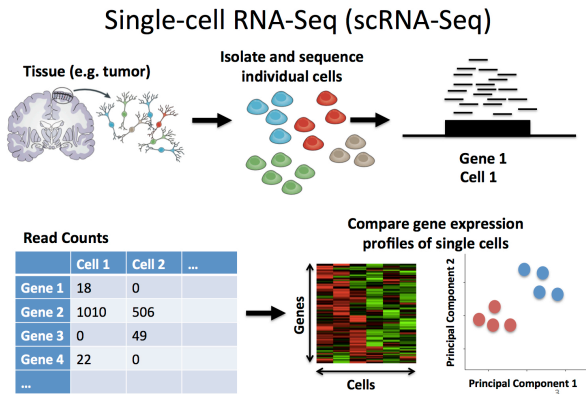 Single-cell RNA-Seq (scRNA-Seq)
Tissue (e.g. tumor)
Isolate and sequence
individual cells
Gene 1
Cell 1
Read Counts
Cell 1 Cell 2 ...
Gene 1 18 0
Gene 2 1010 506
Gene 3 0 49
Gene 4 22 0
...
Compare gene expression
profiles of single cells
Genes
Cells
Principal Component 2
Principal Component 1
3